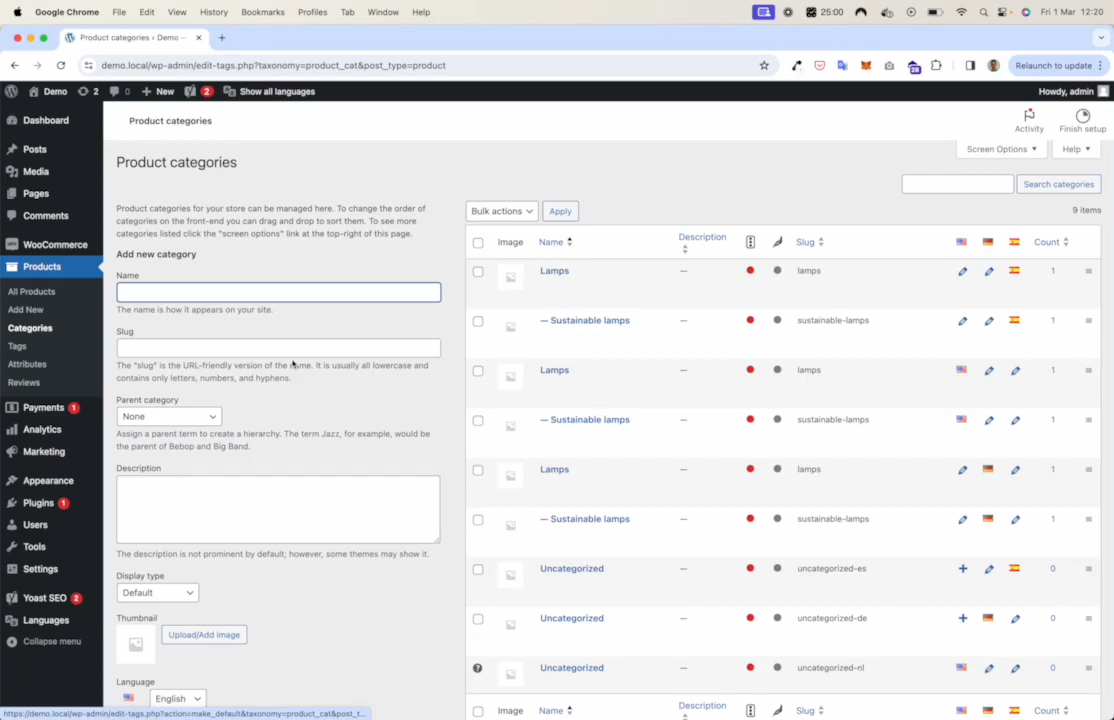 Google Chrome File Edit View History Bookmarks Profiles Tab Window Help 25:00 Fri 1 Mar 12:20
Product categories ‹ Demo —
demo.local/wp-admin/edit-tags.php?taxonomy=product_cat&post_type=product Relaunch to update
Demo 2 0 New 2 Show all languages Howdy, admin
Dashboard
Posts
Media
Pages
Comments
WooCommerce
Products
All Products
Add New
Categories
Tags
Attributes
Reviews
Payments 1
Analytics
Marketing
Appearance
Plugins 1
Users
Tools
Settings
Yoast SEO 2
Languages
Collapse menu
Product categories
Activity
Finish setup
Screen Options
Help
Product categories
Search categories
Product categories for your store can be managed here. To change the order of
categories on the front-end you can drag and drop to sort them. To see more
categories listed click the "screen options" link at the top-right of this page.
Add new category
Name
The name is how it appears on your site.
Slug
The "slug" is the URL-friendly version of the name. It is usually all lowercase and
contains only letters, numbers, and hyphens.
Parent category
None
Assign a parent term to create a hierarchy. The term Jazz, for example, would be
the parent of Bebop and Big Band.
Description
The description is not prominent by default; however, some themes may show it.
Display type
Default
Thumbnail
Upload/Add image
Language
English
Bulk actions Apply 9 items
Image Name Description Slug Count
Lamps — lamps 1
— Sustainable lamps — sustainable-lamps 1
Lamps — lamps 1
— Sustainable lamps — sustainable-lamps 1
Lamps — lamps 1
— Sustainable lamps — sustainable-lamps 1
Uncategorized — uncategorized-es 0
Uncategorized — uncategorized-de 0
Uncategorized — uncategorized-nl 0
Image Name Description Slug Count
https://demo.local/wp-admin/edit-tags.php?action=make_default&taxonomy=product_cat&post_t...